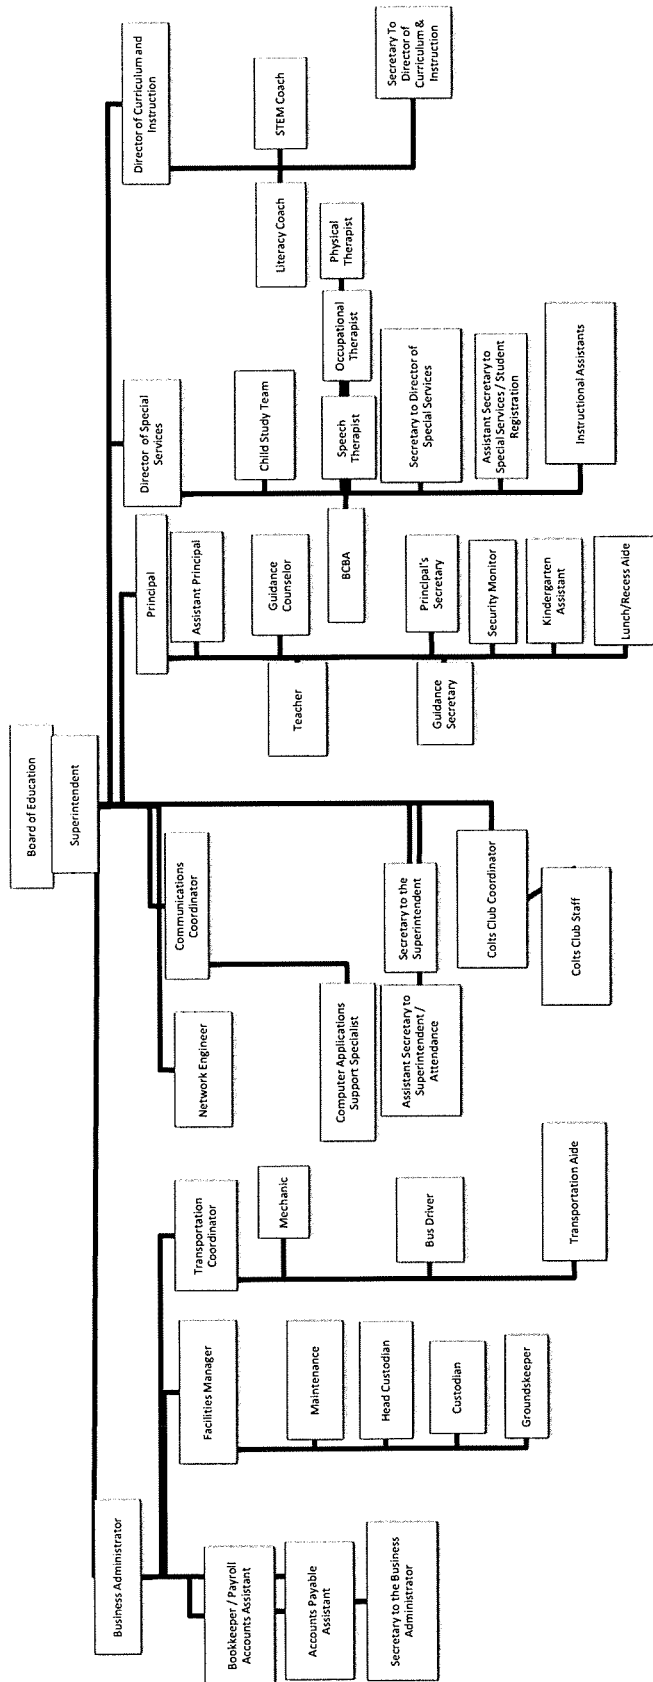 Board of Education
Superintendent
Business Administrator
Bookkeeper / Payroll
Accounts Assistant
Accounts Payable
Assistant
Secretary to the Business
Administrator
Facilities Manager
Maintenance
Head Custodian
Custodian
Groundskeeper
Transportation
Coordinator
Mechanic
Bus Driver
Transportation Aide
Network Engineer
Communications
Coordinator
Computer Applications
Support Specialist
Secretary to the
Superintendent
Assistant Secretary to
Superintendent /
Attendance
Colts Club Coordinator
Colts Club Staff
Principal
Assistant Principal
Guidance
Counselor
Teacher
Principal's
Secretary
Guidance
Secretary
Security Monitor
Kindergarten
Assistant
Lunch/Recess Aide
Director of Special
Services
Child Study Team
BCBA
Speech
Therapist
Occupational
Therapist
Physical
Therapist
Secretary to Director of
Special Services
Assistant Secretary to
Special Services / Student
Registration
Instructional Assistants
Director of Curriculum and
Instruction
Literacy Coach
STEM Coach
Secretary To
Director of
Curriculum &
Instruction